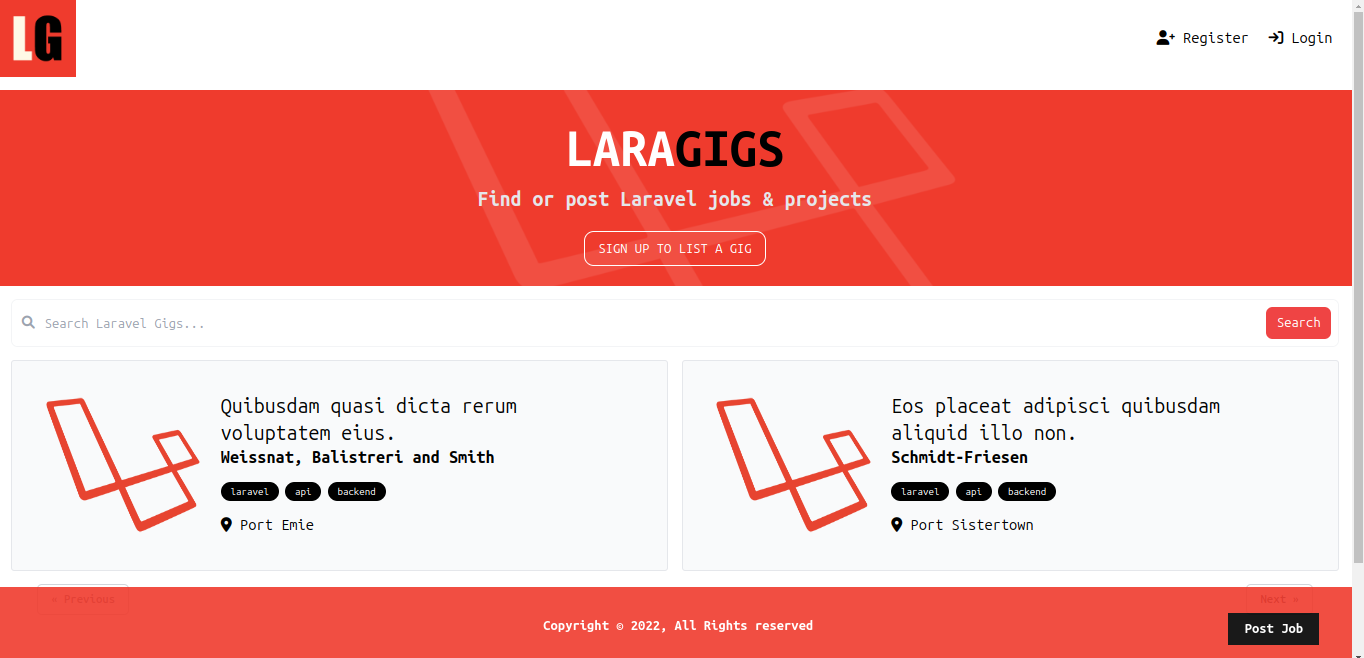 LG
Register Login
LARAGIGS
Find or post Laravel jobs & projects
SIGN UP TO LIST A GIG
Search Laravel Gigs...
Search
Quibusdam quasi dicta rerum
voluptatem eius.
Weissnat, Balistreri and Smith
laravel api backend
Port Emie
Eos placeat adipisci quibusdam
aliquid illo non.
Schmidt-Friesen
laravel api backend
Port Sistertown
« Previous
Next »
Copyright © 2022, All Rights reserved
Post Job